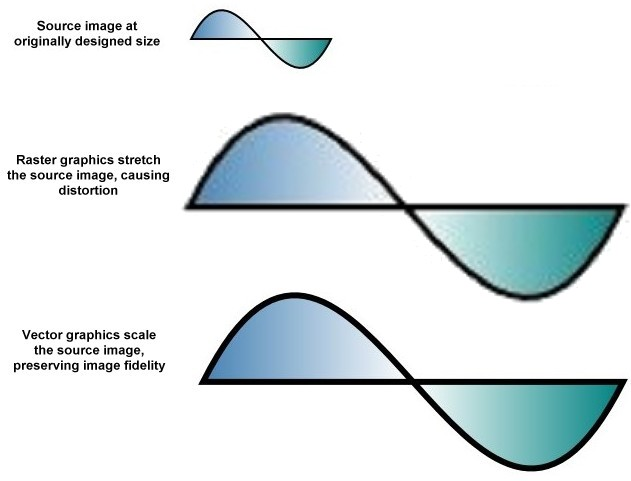 Source image at
originally designed size
Raster graphics stretch
the source image, causing
distortion
Vector graphics scale
the source image,
preserving image fidelity